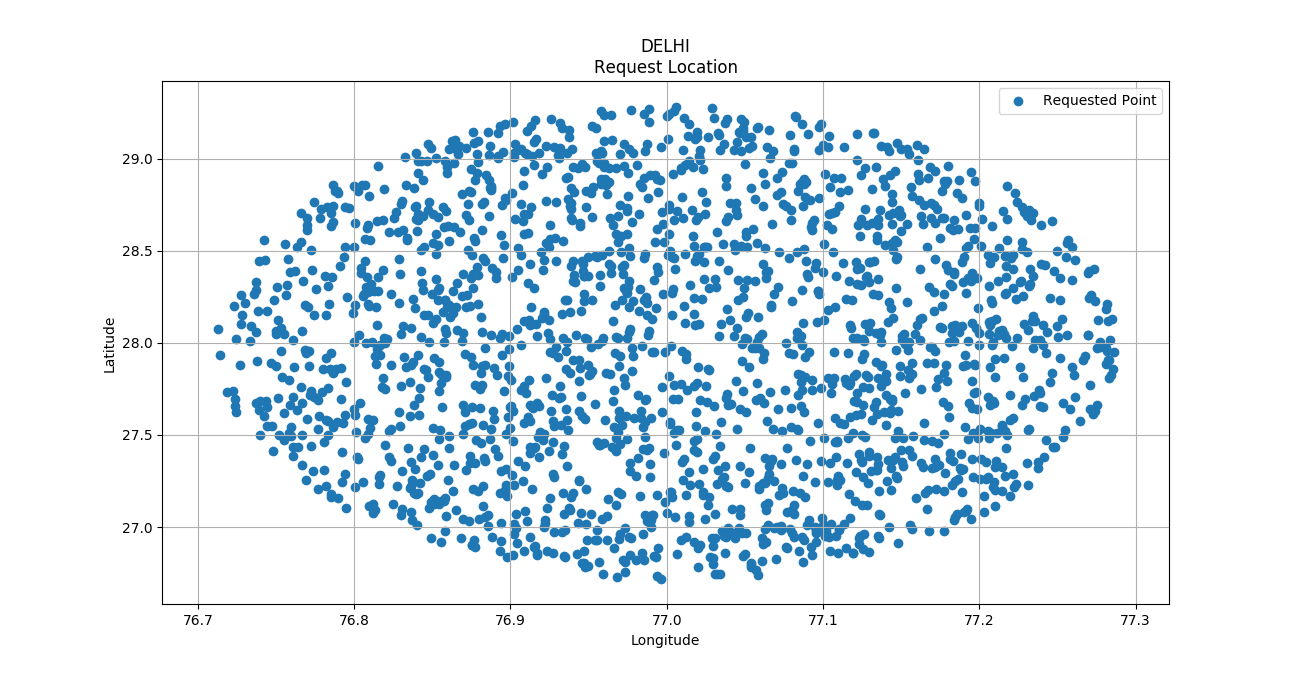 DELHI
Request Location
Requested Point
Latitude
29.0
28.5
28.0
27.5
27.0
76.7 76.8 76.9 77.0 77.1 77.2 77.3
Longitude